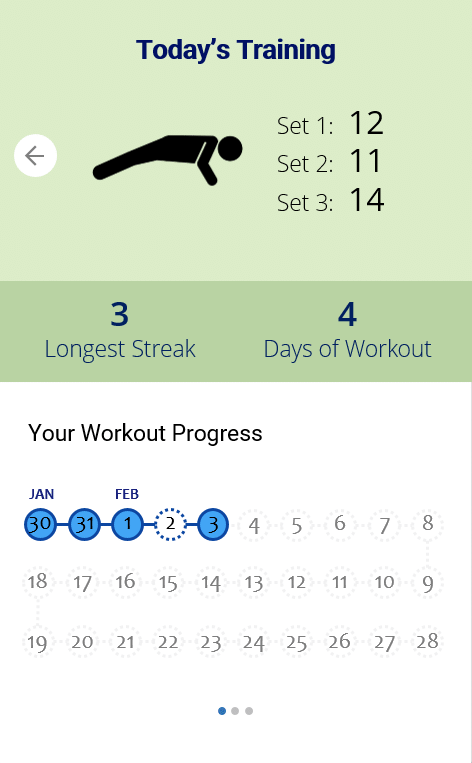 Today's Training
Set 1: 12
Set 2: 11
Set 3: 14
3 4
Longest Streak Days of Workout
Your Workout Progress
JAN FEB
30 31 1 2 3 4 5 6 7 8
18 17 16 15 14 13 12 11 10 9
19 20 21 22 23 24 25 26 27 28